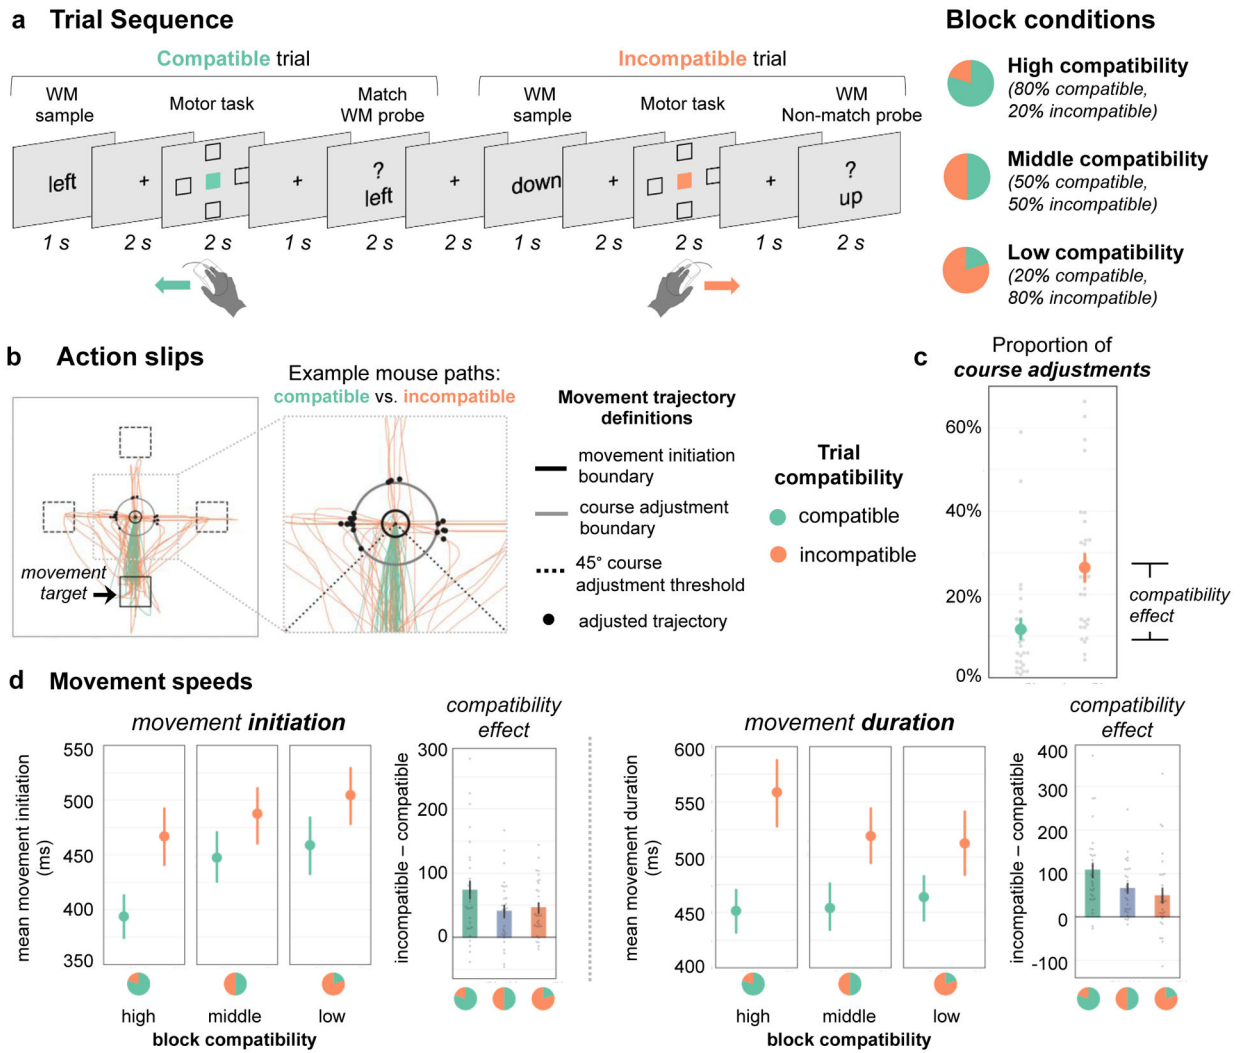 a Trial Sequence
Compatible trial
Incompatible trial
WM
sample
Motor task
Match
WM probe
WM
sample
Motor task
WM
Non-match probe
left
+
+
?
left
+
down
+
+
?
up
1 s
2 s
2 s
1 s
2 s
2 s
1 s
2 s
2 s
1 s
2 s
Block conditions
High compatibility
(80% compatible,
20% incompatible)
Middle compatibility
(50% compatible,
50% incompatible)
Low compatibility
(20% compatible,
80% incompatible)
b Action slips
movement
target
Example mouse paths:
compatible vs. incompatible
Movement trajectory
definitions
movement initiation
boundary
course adjustment
boundary
45° course
adjustment threshold
adjusted trajectory
Trial
compatibility
compatible
incompatible
c
Proportion of
course adjustments
60%
40%
20%
0%
compatibility
effect
d Movement speeds
movement initiation
mean movement initiation
(ms)
550
500
450
400
350
high
middle
low
block compatibility
compatibility
effect
incompatible – compatible
300
200
100
0
movement duration
mean movement duration
(ms)
600
550
500
450
400
high
middle
low
block compatibility
compatibility
effect
incompatible – compatible
400
300
200
100
0
-100